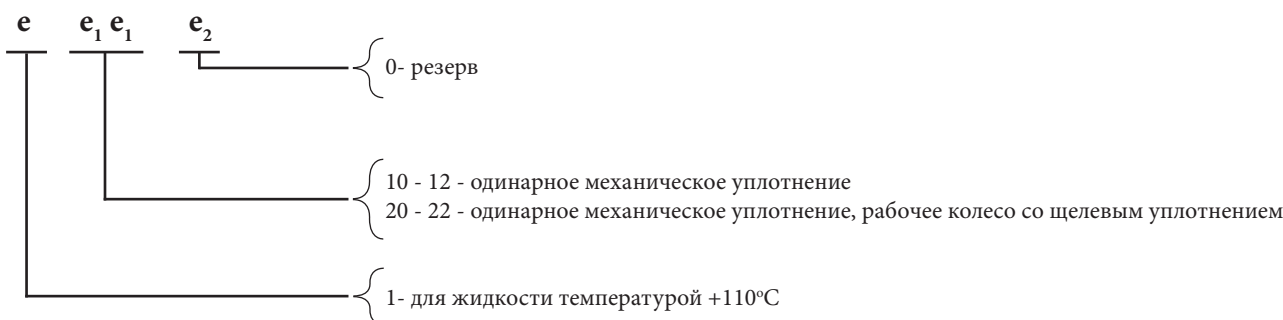 e e₁ e₁ e₂
0- резерв
10 - 12 - одинарное механическое уплотнение
20 - 22 - одинарное механическое уплотнение, рабочее колесо со щелевым уплотнением
1- для жидкости температурой +110°C